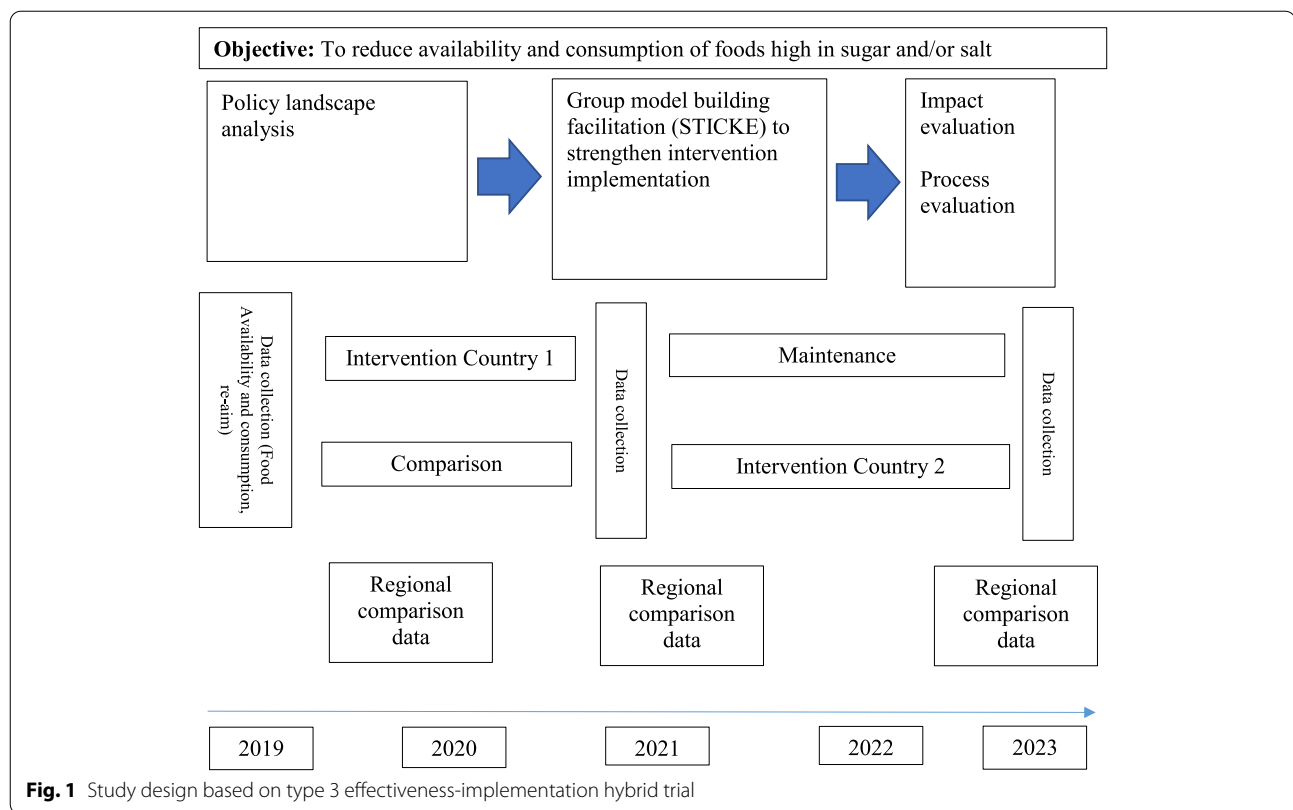 Objective: To reduce availability and consumption of foods high in sugar and/or salt
Policy landscape
analysis
Group model building
facilitation (STICKE) to
strengthen intervention
implementation
Impact
evaluation
Process
evaluation
Data collection (Food
Availability and consumption,
re-aim)
Intervention Country 1
Comparison
Data collection
Maintenance
Intervention Country 2
Data collection
Regional
comparison
data
Regional
comparison
data
Regional
comparison
data
2019
2020
2021
2022
2023
Fig. 1 Study design based on type 3 effectiveness-implementation hybrid trial